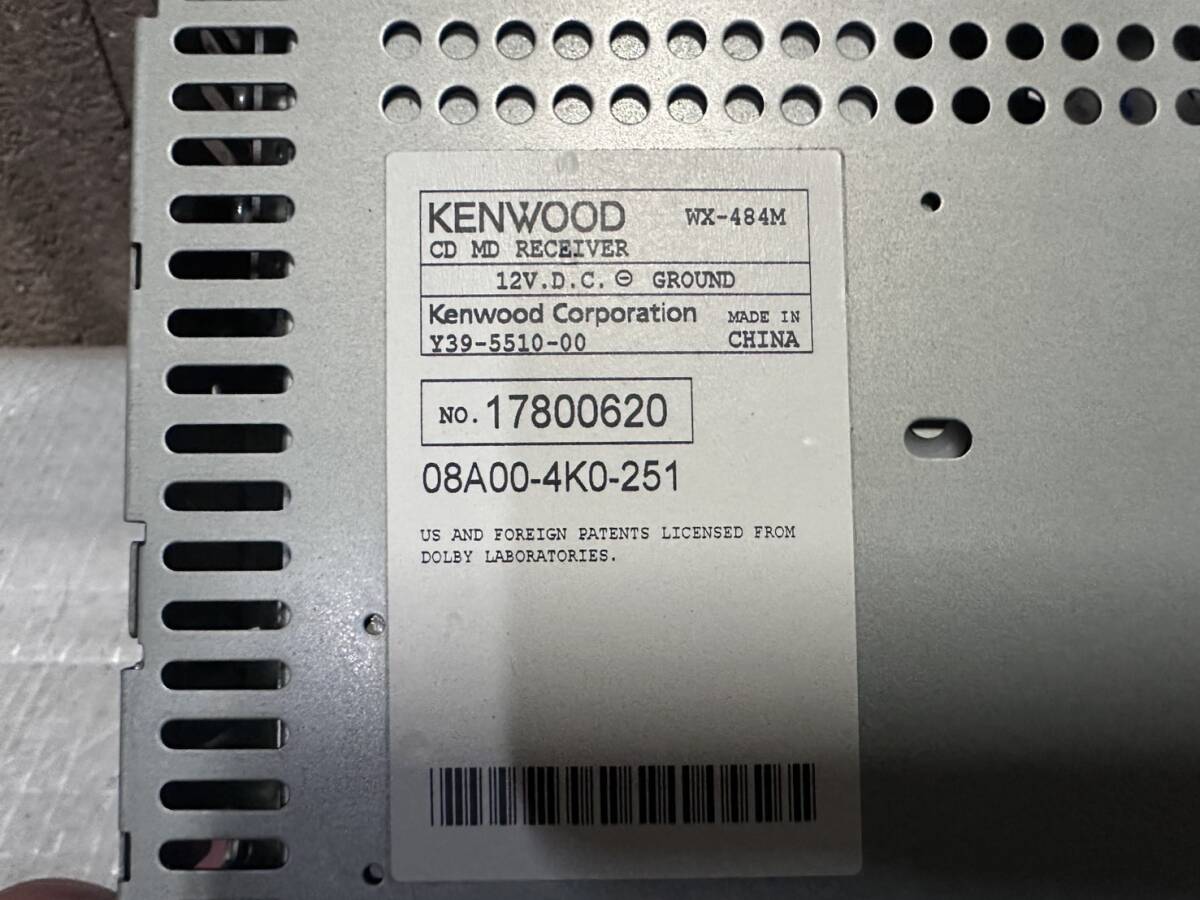 KENWOOD WX-484M
CD MD RECEIVER
12V.D.C. ⊖ GROUND
Kenwood Corporation MADE IN
Y39-5510-00 CHINA
NO. 17800620
08A00-4K0-251
US AND FOREIGN PATENTS LICENSED FROM
DOLBY LABORATORIES.